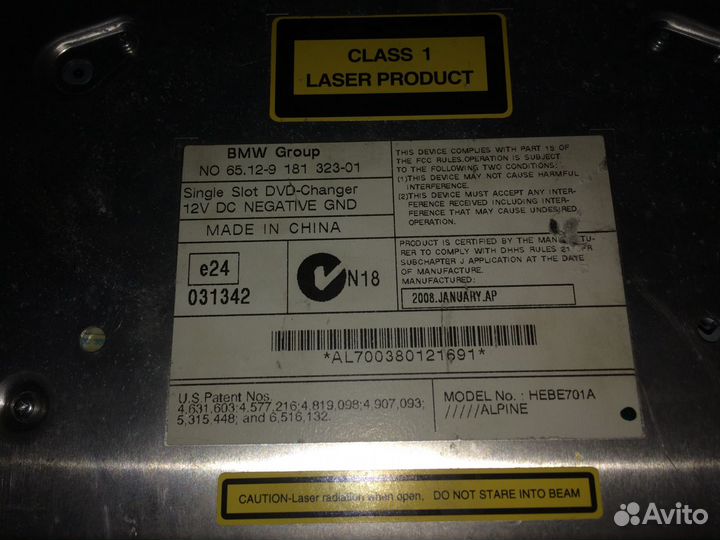 CLASS 1
LASER PRODUCT
BMW Group
NO 65.12-9 181 323-01
Single Slot DVD-Changer
12V DC NEGATIVE GND
MADE IN CHINA
THIS DEVICE COMPLIES WITH PART 15 OF
THE FCC RULES.OPERATION IS SUBJECT
TO THE FOLLOWING TWO CONDITIONS:
(1)THIS DEVICE MAY NOT CAUSE HARMFUL
INTERFERENCE.
(2)THIS DEVICE MUST ACCEPT ANY INTER-
FERENCE RECEIVED INCLUDING INTER-
FERENCE THAT MAY CAUSE UNDESIRED
OPERATION.
e24
031342
N18
PRODUCT IS CERTIFIED BY THE MANUFACTU-
RER TO COMPLY WITH DHHS RULES 21 CFR
SUBCHAPTER J APPLICATION AT THE DATE
OF MANUFACTURE.
MANUFACTURED.
2008.JANUARY.AP
*AL700380121691*
U.S.Patent Nos.
4,631,603;4,577,216;4,819,098;4,907,093;
5,315,448; and 6,516,132.
MODEL No. : HEBE701A
/////ALPINE
CAUTION-Laser radiation when open. DO NOT STARE INTO BEAM
Avito